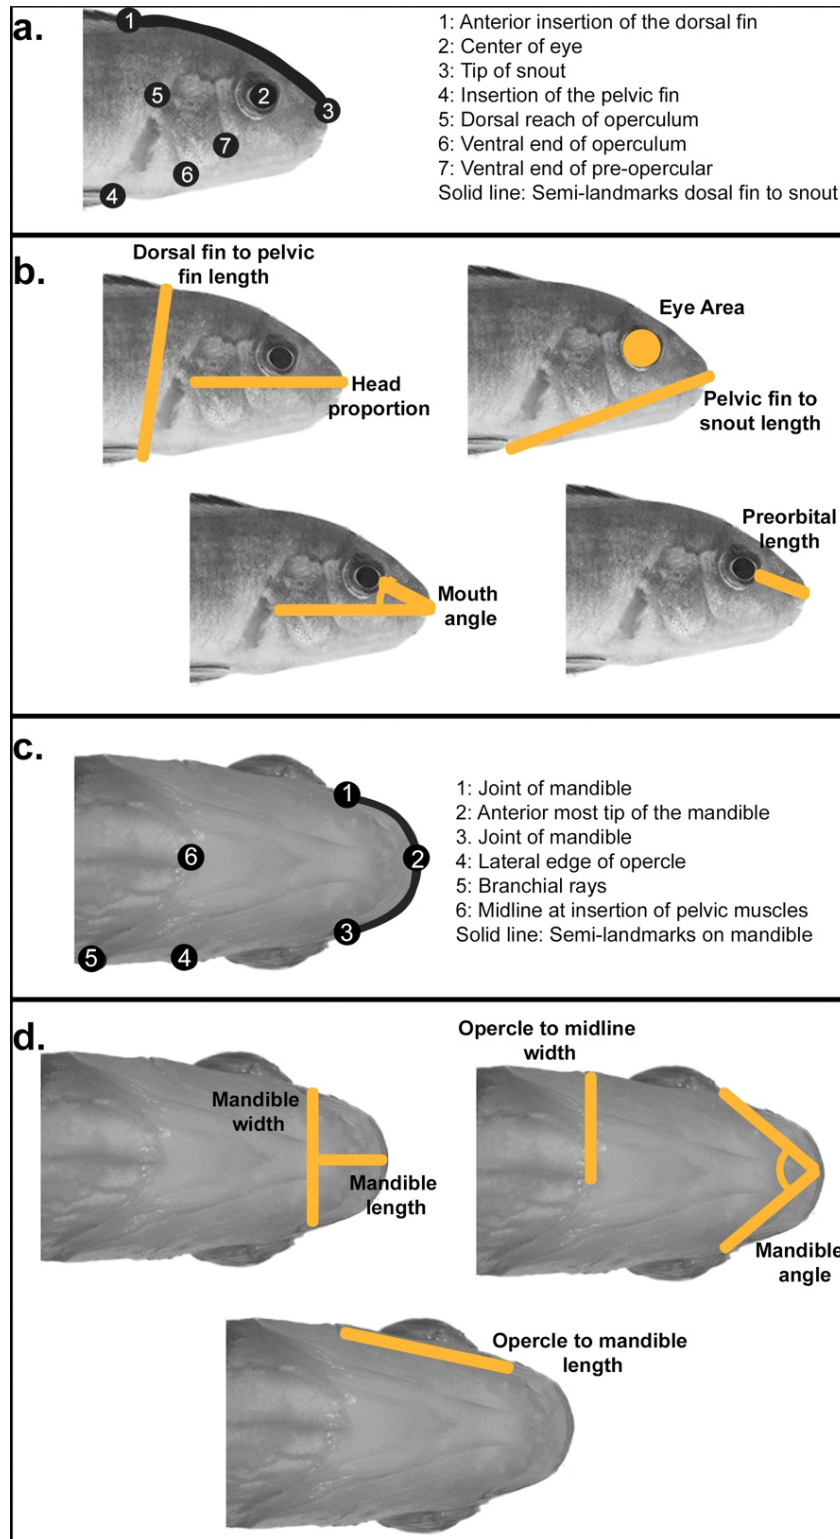 a.
1
2
3
4
5
6
7
1: Anterior insertion of the dorsal fin
2: Center of eye
3: Tip of snout
4: Insertion of the pelvic fin
5: Dorsal reach of operculum
6: Ventral end of operculum
7: Ventral end of pre-opercular
Solid line: Semi-landmarks dosal fin to snout
b.
Dorsal fin to pelvic
fin length
Head
proportion
Eye Area
Pelvic fin to
snout length
Mouth
angle
Preorbital
length
c.
1
2
3
4
5
6
1: Joint of mandible
2: Anterior most tip of the mandible
3. Joint of mandible
4: Lateral edge of opercle
5: Branchial rays
6: Midline at insertion of pelvic muscles
Solid line: Semi-landmarks on mandible
d.
Mandible
width
Mandible
length
Opercle to midline
width
Mandible
angle
Opercle to mandible
length